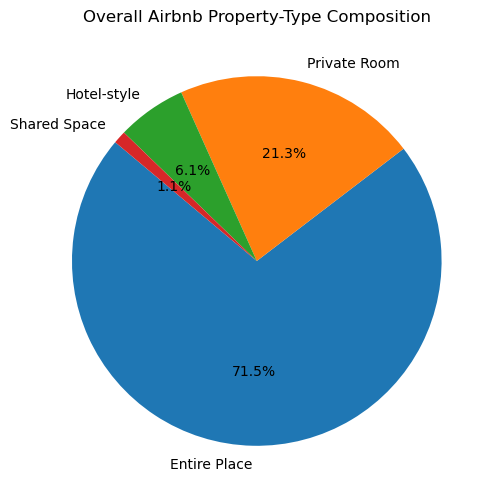 Overall Airbnb Property-Type Composition
Private Room
Hotel-style
Shared Space
21.3%
6.1%
1.1%
71.5%
Entire Place